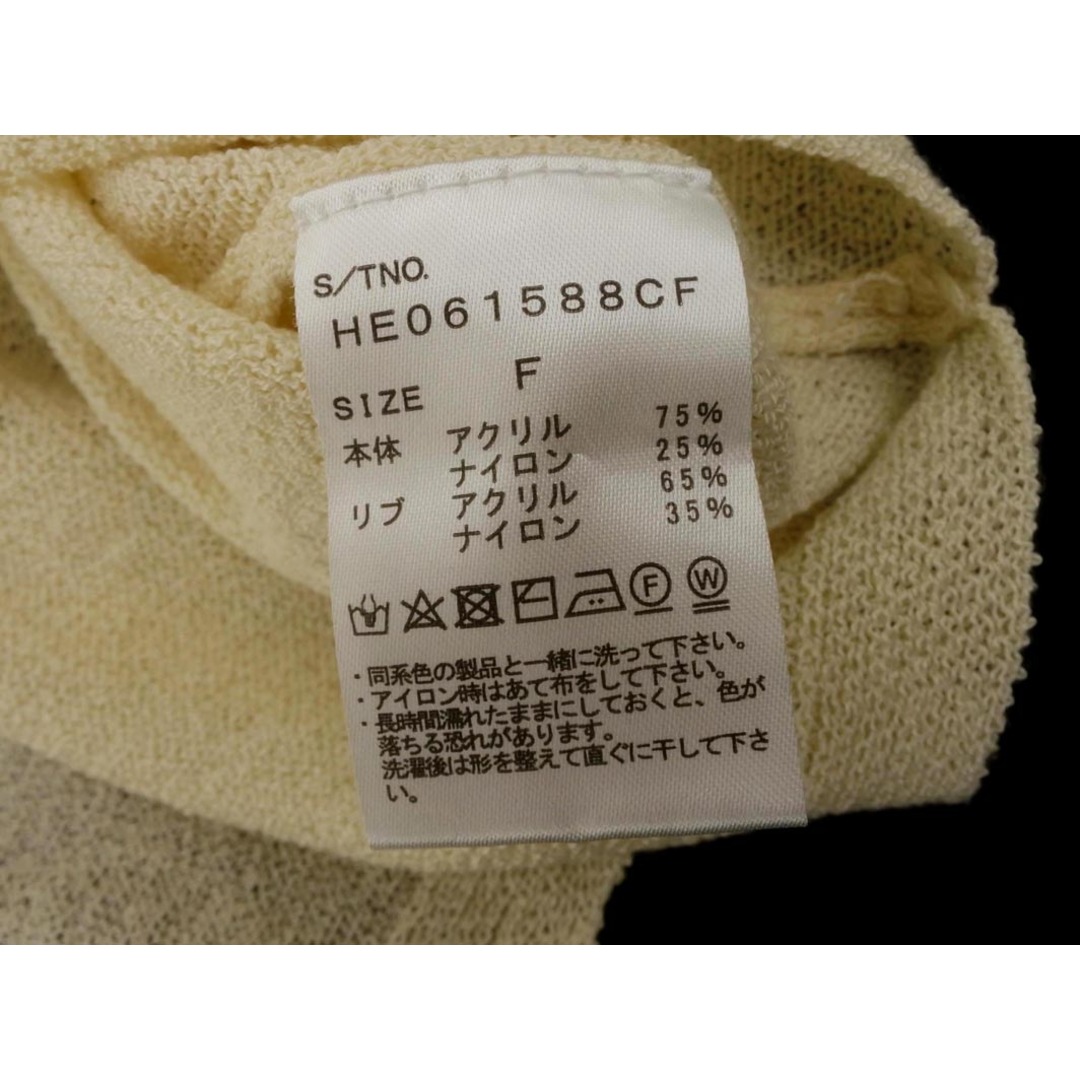 S/TNO.
HE061588CF
SIZE F
本体 アクリル 75%
ナイロン 25%
リブ アクリル 65%
ナイロン 35%
F W
・同系色の製品と一緒に洗って下さい。
・アイロン時はあて布をして下さい。
・長時間濡れたままにしておくと、色が
落ちる恐れがあります。
洗濯後は形を整えて直ぐに干して下さ
い。